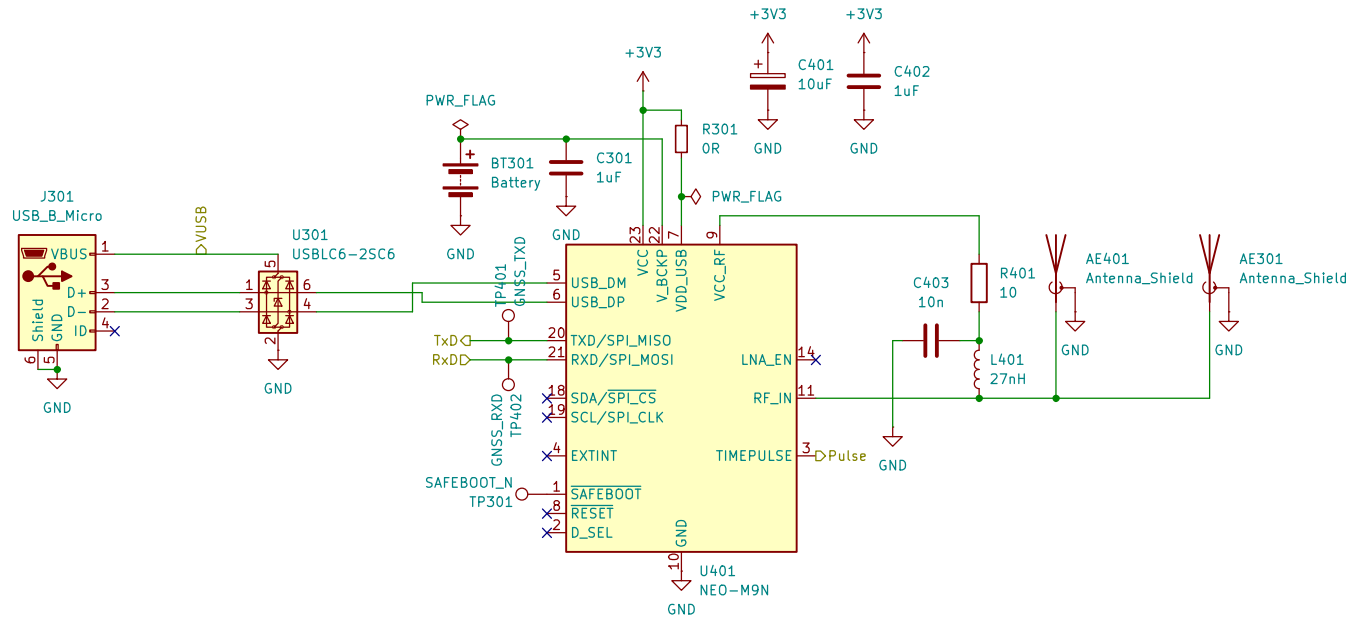 +3V3
+3V3
+3V3
C401
10uF
C402
1uF
GND
GND
PWR_FLAG
R301
0R
BT301
Battery
C301
1uF
PWR_FLAG
GND
GND
J301
USB_B_Micro
VUSB
VBUS
1
D+
3
D-
2
ID
4
Shield
GND
6
5
GND
U301
USBLC6-2SC6
5
1
6
3
4
2
GND
TP401
GNSS_TXD
TxD
RxD
GNSS_RXD
TP402
SAFEBOOT_N
TP301
23
22
7
9
VCC
V_BCKP
VDD_USB
VCC_RF
5
USB_DM
6
USB_DP
20
TXD/SPI_MISO
21
RXD/SPI_MOSI
18
SDA/SPI_CS
19
SCL/SPI_CLK
4
EXTINT
1
SAFEBOOT
8
RESET
2
D_SEL
LNA_EN
14
RF_IN
11
TIMEPULSE
3
Pulse
GND
10
U401
NEO-M9N
GND
C403
10n
R401
10
L401
27nH
GND
AE401
Antenna_Shield
GND
AE301
Antenna_Shield
GND